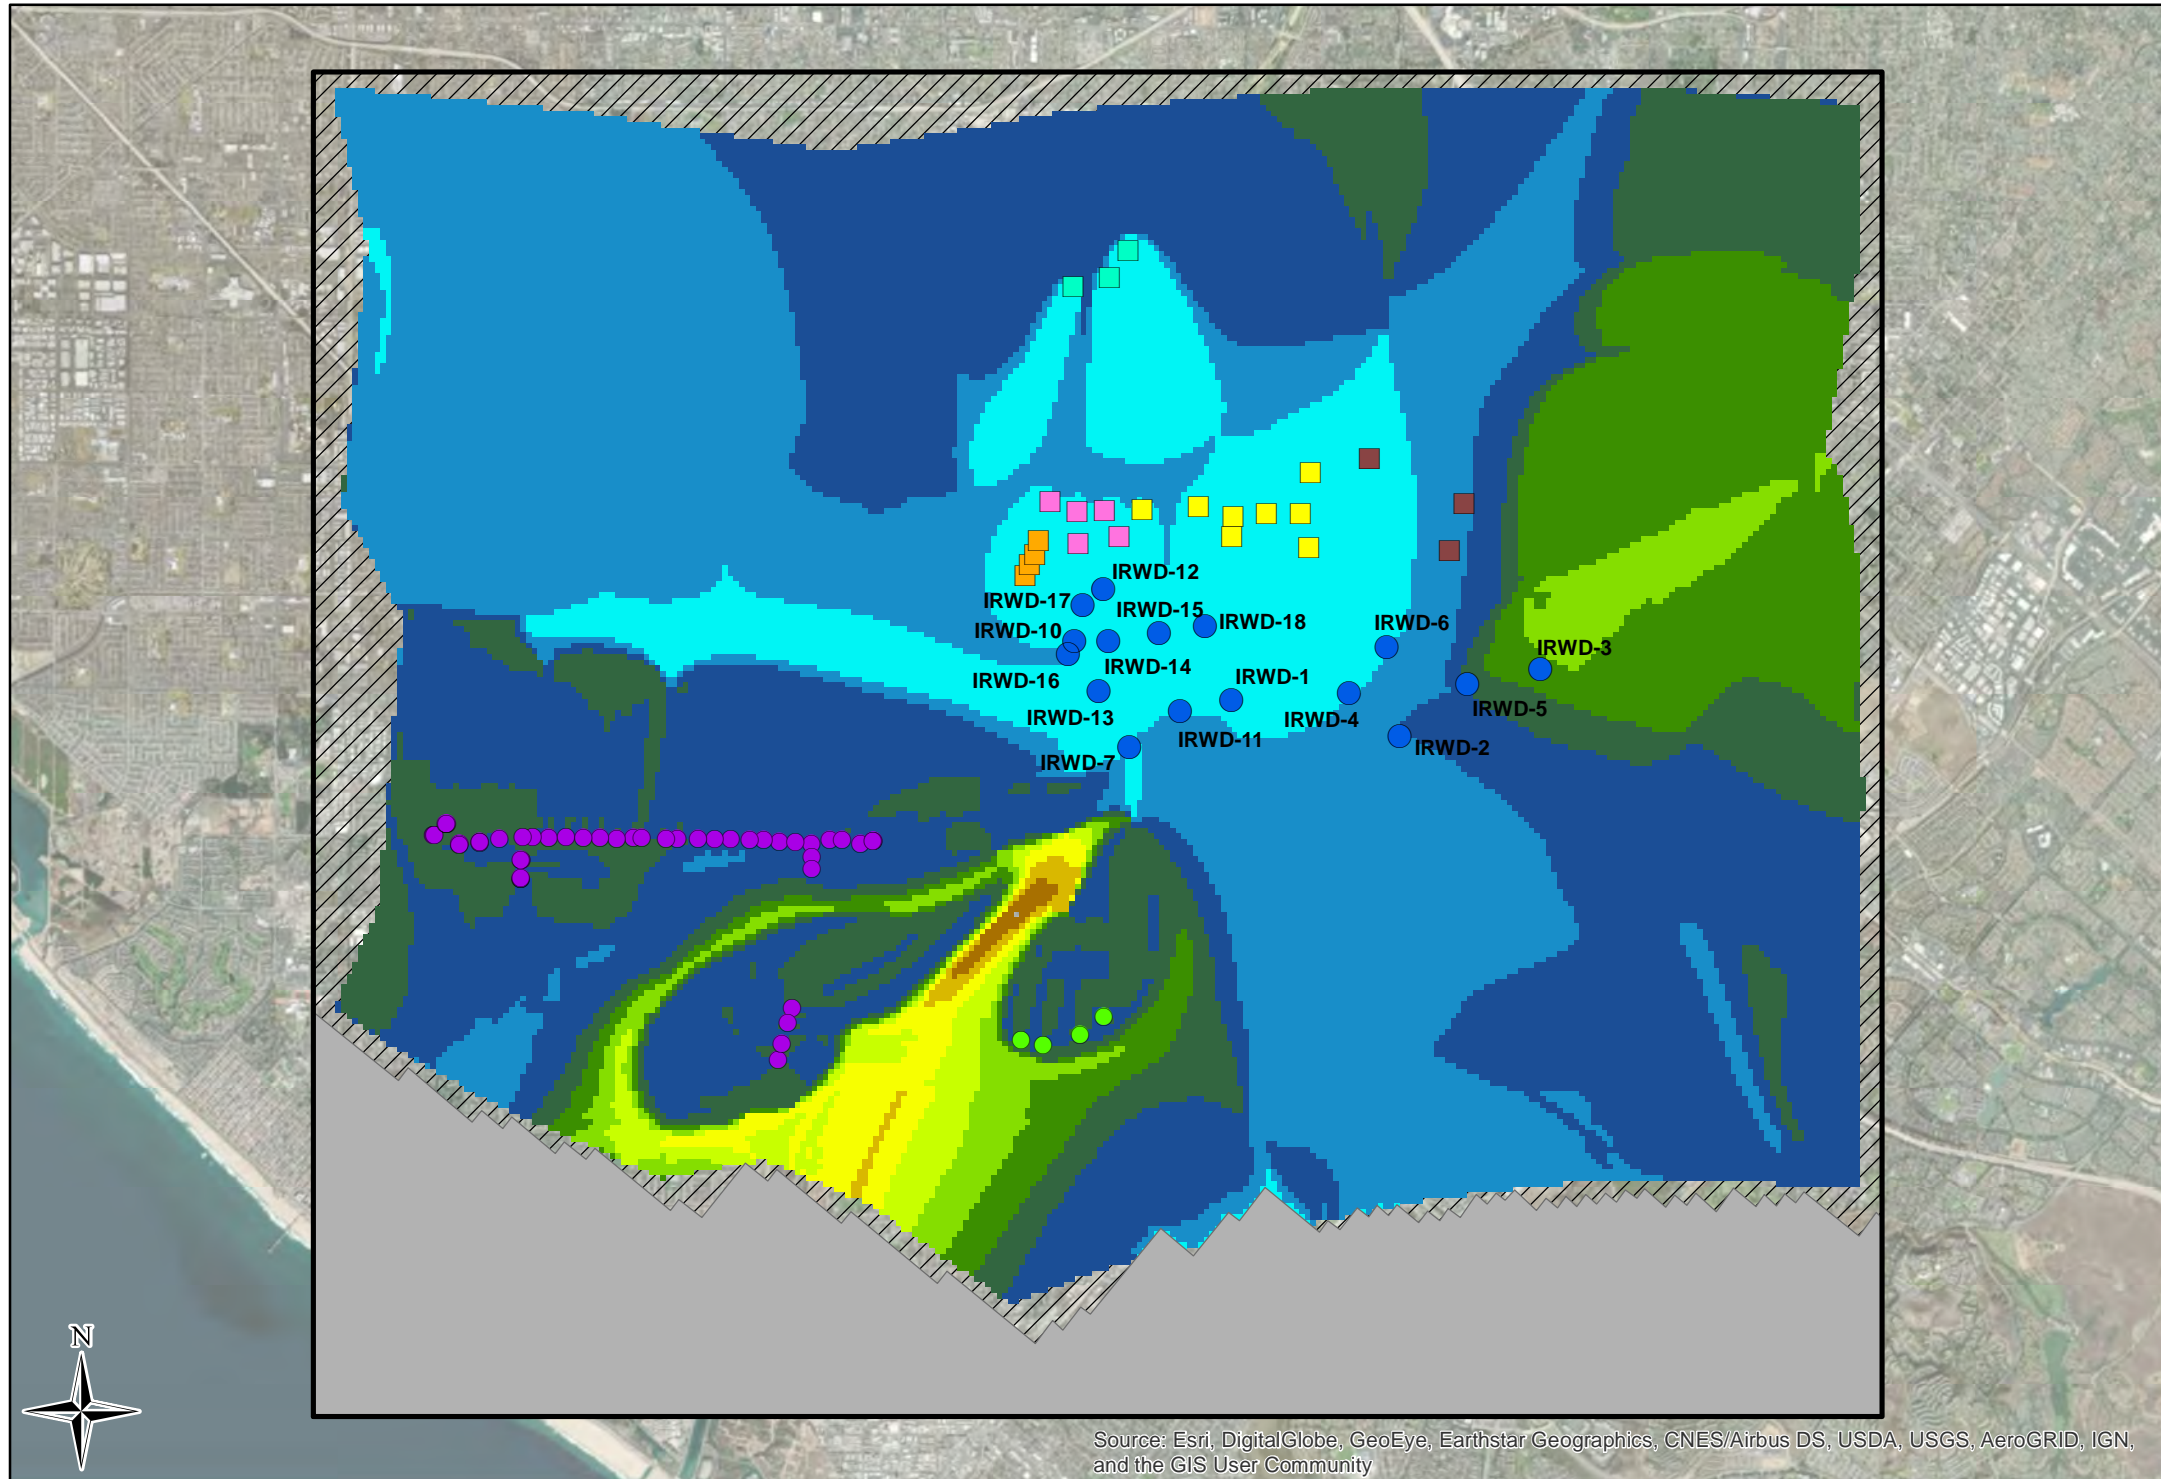 IRWD-12
IRWD-17
IRWD-15
IRWD-18
IRWD-10
IRWD-6
IRWD-3
IRWD-14
IRWD-16
IRWD-1
IRWD-5
IRWD-13
IRWD-4
IRWD-11
IRWD-2
IRWD-7
N
Source: Esri, DigitalGlobe, GeoEye, Earthstar Geographics, CNES/Airbus DS, USDA, USGS, AeroGRID, IGN,
and the GIS User Community